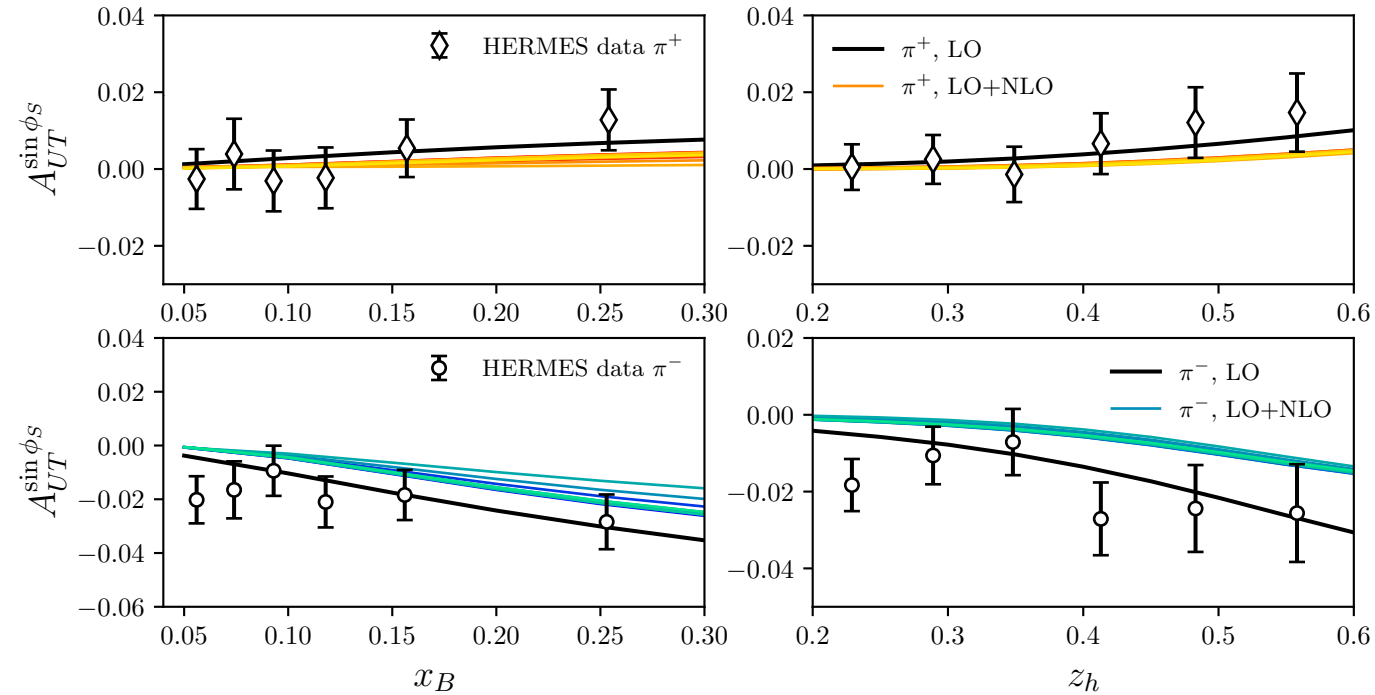 0.04
0.02
0.00
−0.02
A_{UT}^{sin ϕ_S}
HERMES data π⁺
0.05 0.10 0.15 0.20 0.25 0.30
0.04
0.02
0.00
−0.02
π⁺, LO
π⁺, LO+NLO
0.2 0.3 0.4 0.5 0.6
0.04
0.02
0.00
−0.02
−0.04
−0.06
A_{UT}^{sin ϕ_S}
HERMES data π⁻
0.05 0.10 0.15 0.20 0.25 0.30
x_B
0.02
0.00
−0.02
−0.04
π⁻, LO
π⁻, LO+NLO
0.2 0.3 0.4 0.5 0.6
z_h